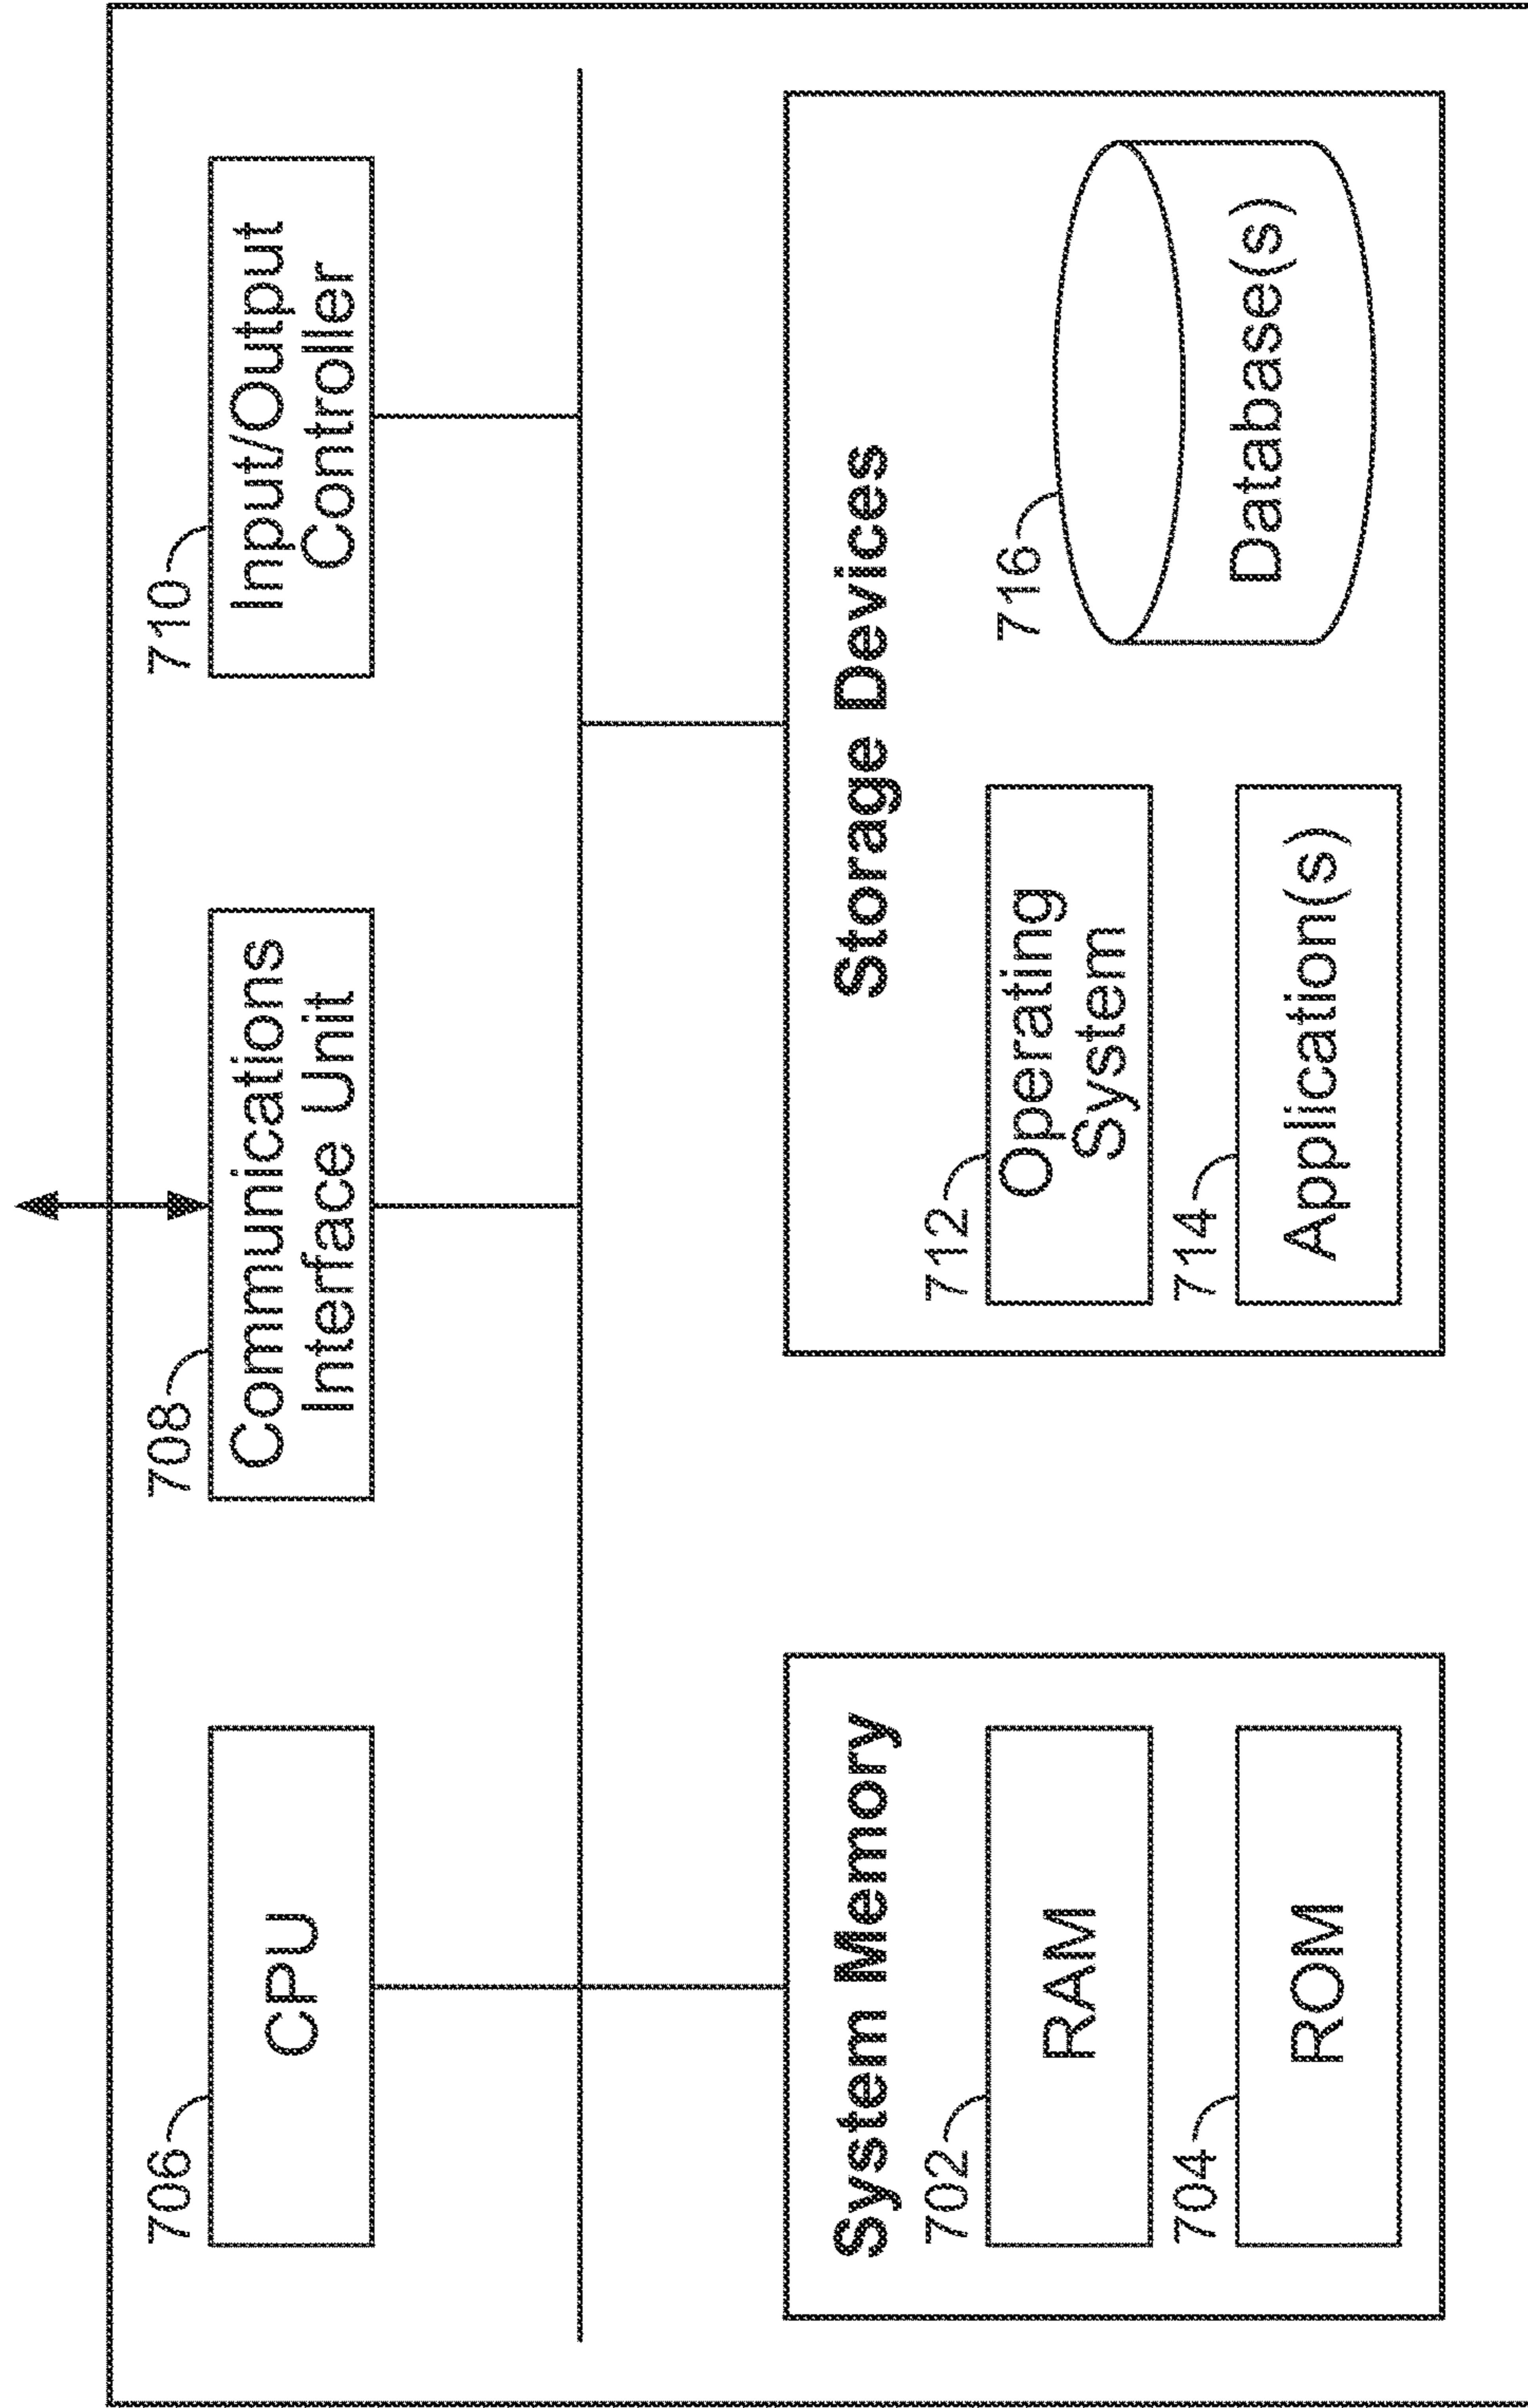 706
CPU
708
Communications
Interface Unit
710
Input/Output
Controller
System Memory
702
RAM
704
ROM
Storage Devices
712
Operating
System
714
Application(s)
716
Database(s)